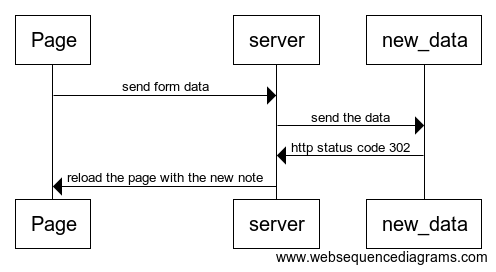 Page
server
new_data
send form data
send the data
http status code 302
reload the page with the new note
Page
server
new_data
www.websequencediagrams.com